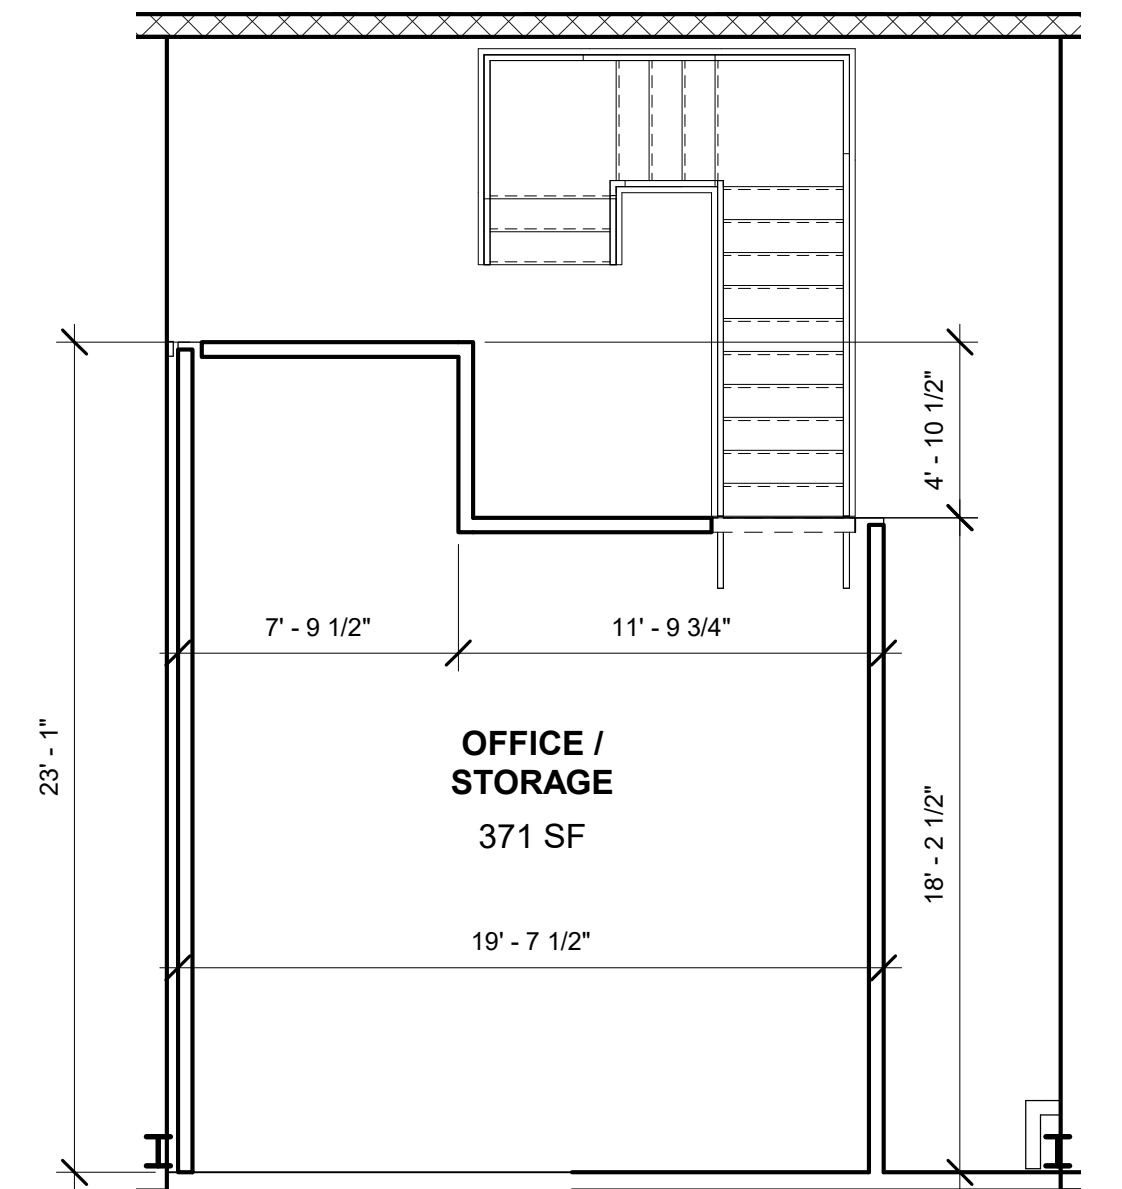 4' - 10 1/2"
7' - 9 1/2"
11' - 9 3/4"
23' - 1"
OFFICE /
STORAGE
371 SF
18' - 2 1/2"
19' - 7 1/2"